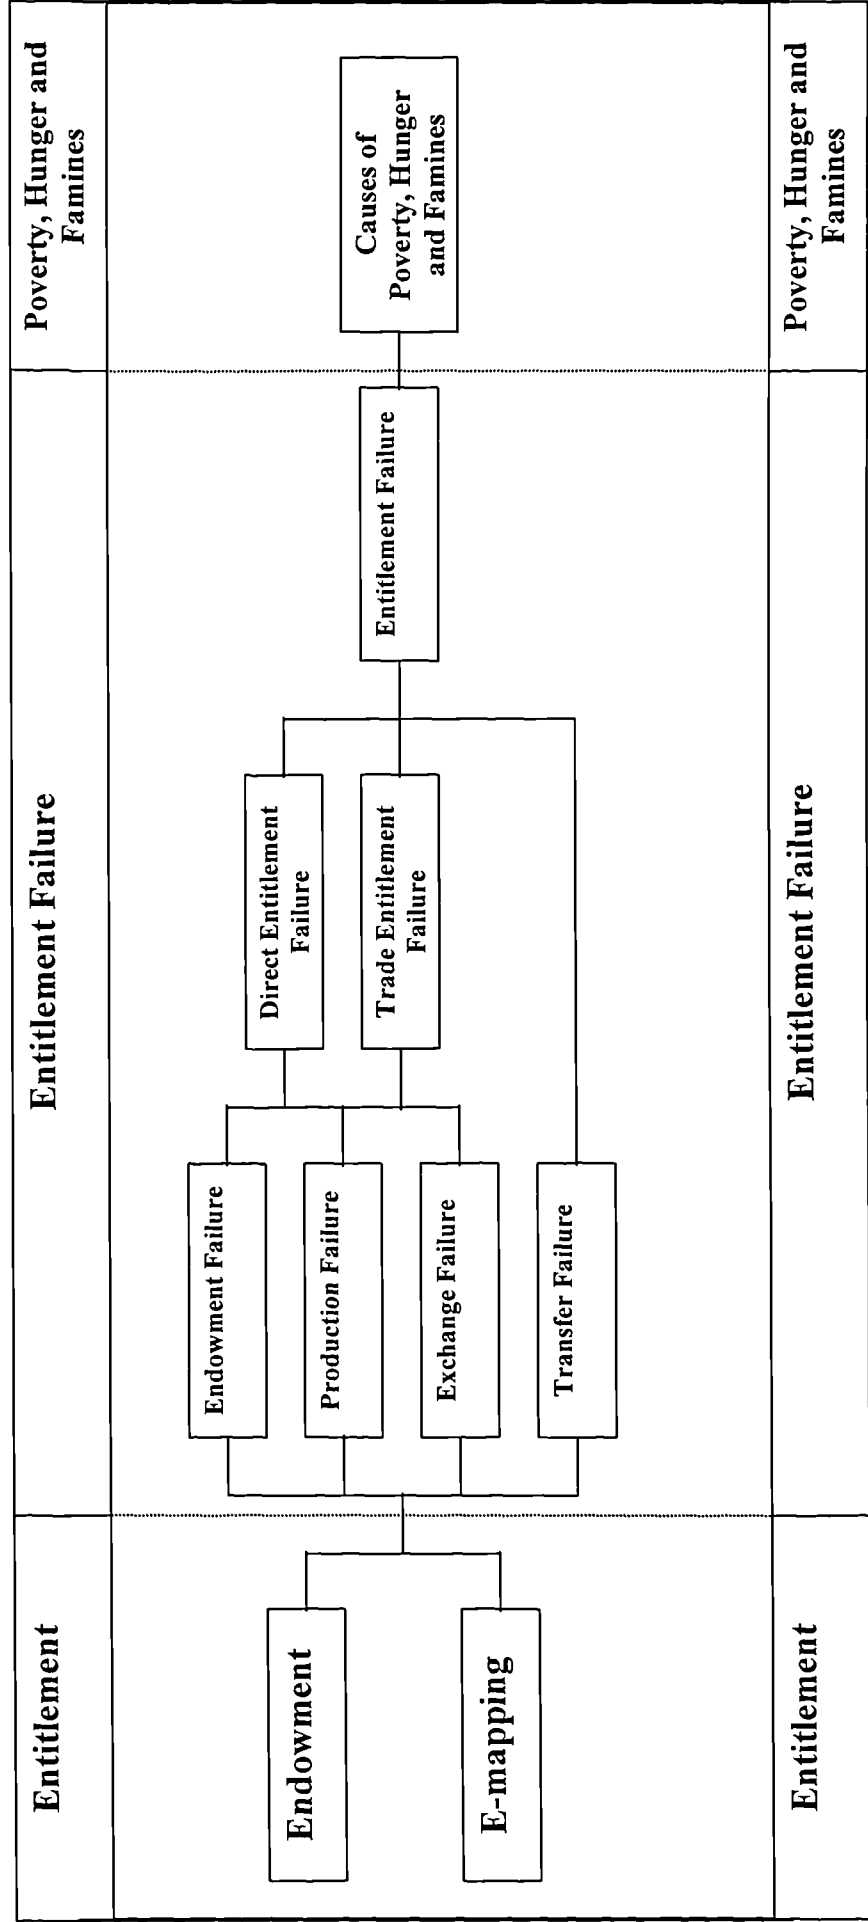 Entitlement
Entitlement Failure
Poverty, Hunger and
Famines
Endowment
E-mapping
Endowment Failure
Production Failure
Exchange Failure
Transfer Failure
Direct Entitlement
Failure
Trade Entitlement
Failure
Entitlement Failure
Causes of
Poverty, Hunger
and Famines
Entitlement
Entitlement Failure
Poverty, Hunger and
Famines